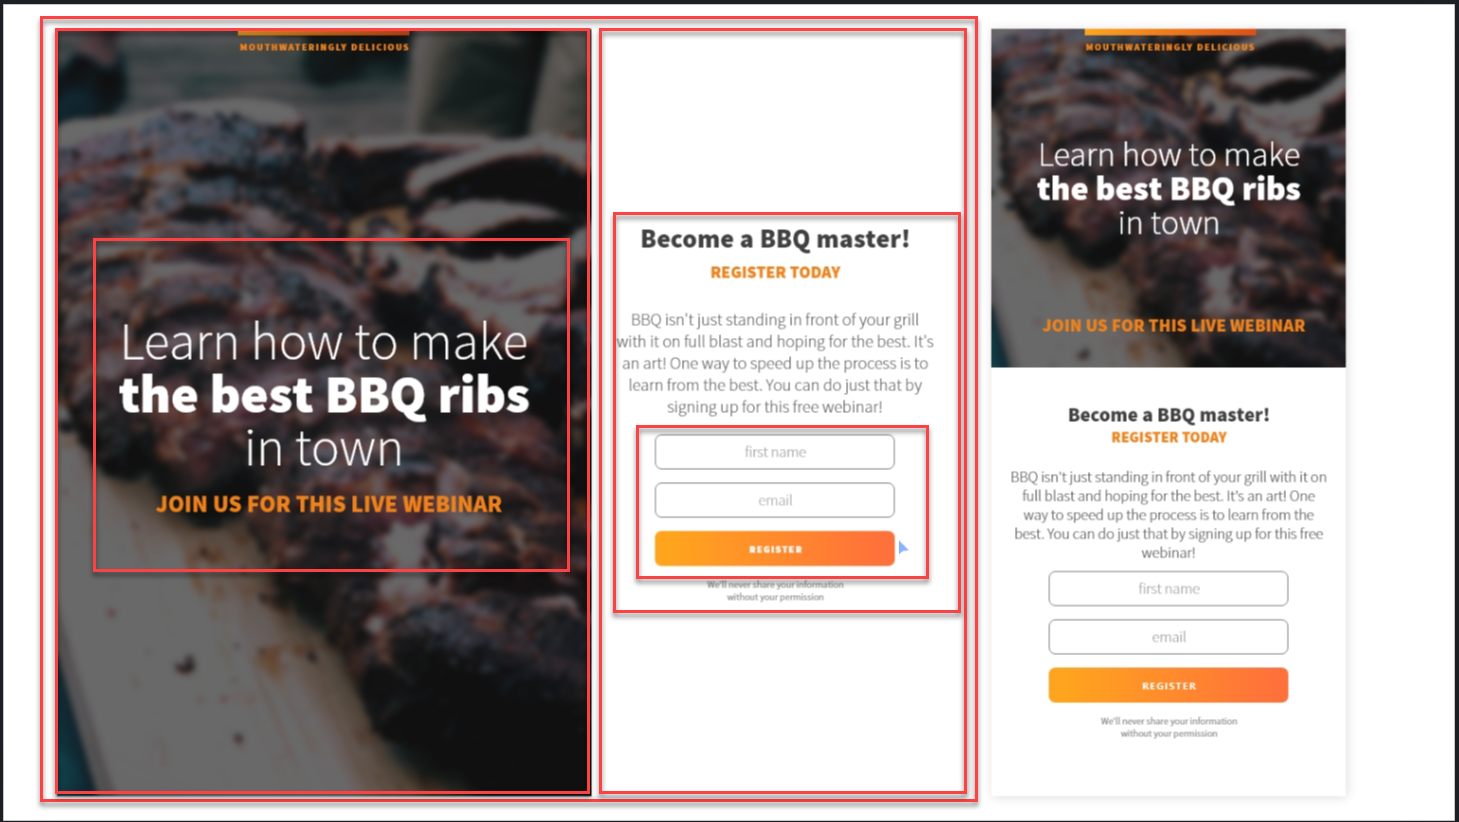 MOUTHWATERINGLY DELICIOUS
Learn how to make
the best BBQ ribs
in town
JOIN US FOR THIS LIVE WEBINAR
Become a BBQ master!
REGISTER TODAY
BBQ isn't just standing in front of your grill
with it on full blast and hoping for the best. It's
an art! One way to speed up the process is to
learn from the best. You can do just that by
signing up for this free webinar!
first name
email
REGISTER
We'll never share your information
without your permission
MOUTHWATERINGLY DELICIOUS
Learn how to make
the best BBQ ribs
in town
JOIN US FOR THIS LIVE WEBINAR
Become a BBQ master!
REGISTER TODAY
BBQ isn't just standing in front of your grill with it on
full blast and hoping for the best. It's an art! One
way to speed up the process is to learn from the
best. You can do just that by signing up for this free
webinar!
first name
email
REGISTER
We'll never share your information
without your permission